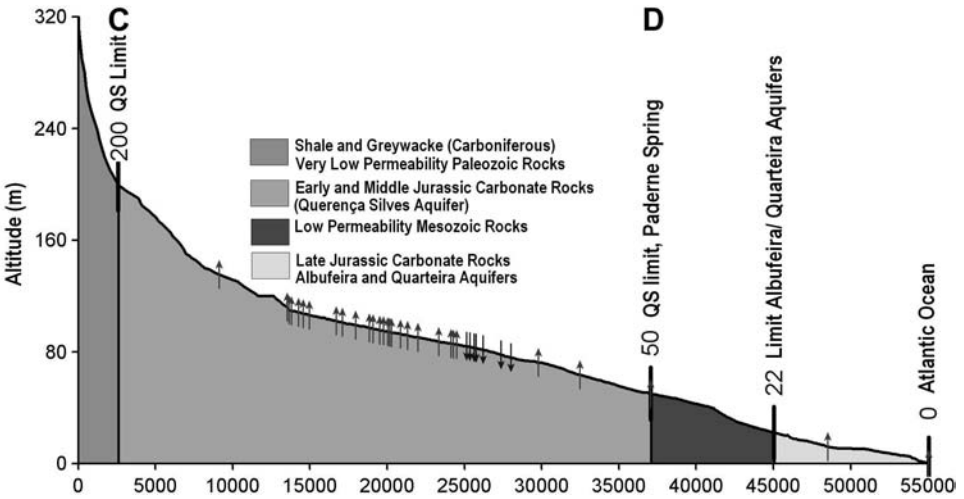 C
D
320
240
160
80
0
Altitude (m)
200 QS Limit
50 QS limit, Paderne Spring
22 Limit Albufeira/ Quarteira Aquifers
0 Atlantic Ocean
Shale and Greywacke (Carboniferous)
Very Low Permeability Paleozoic Rocks
Early and Middle Jurassic Carbonate Rocks
(Querença Silves Aquifer)
Low Permeability Mesozoic Rocks
Late Jurassic Carbonate Rocks
Albufeira and Quarteira Aquifers
0 5000 10000 15000 20000 25000 30000 35000 40000 45000 50000 55000